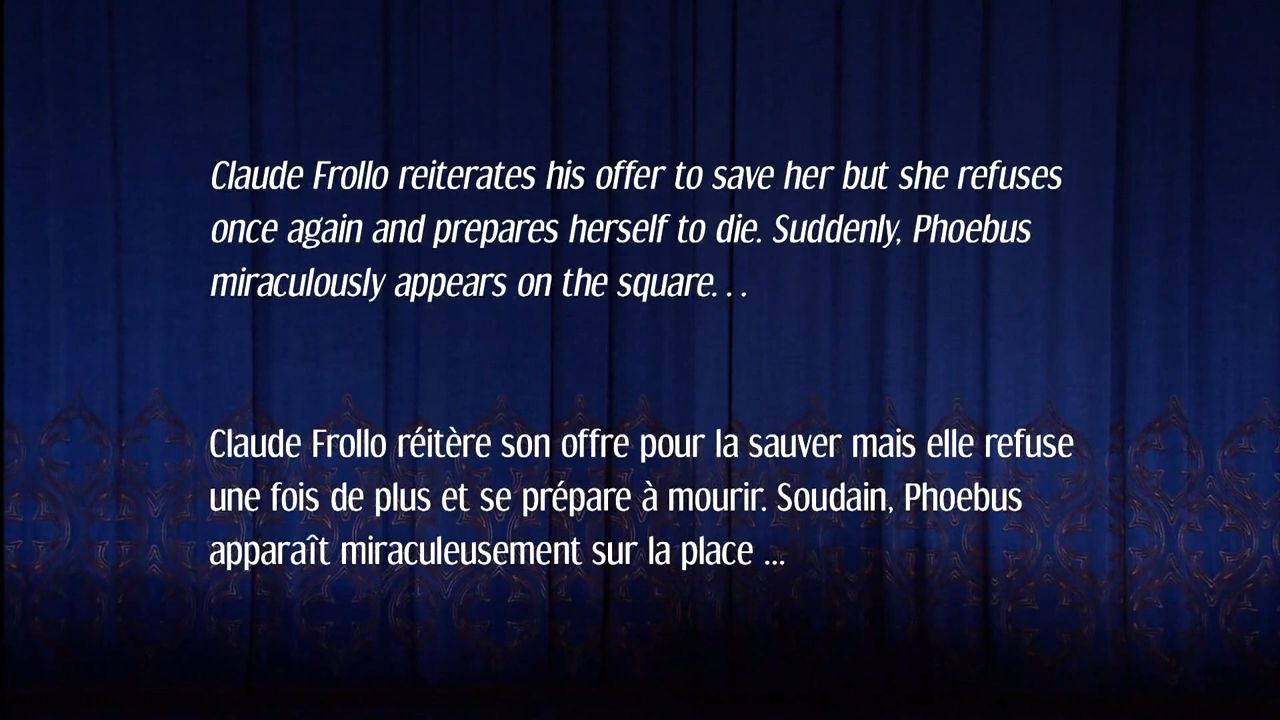 Claude Frollo reiterates his offer to save her but she refuses
once again and prepares herself to die. Suddenly, Phoebus
miraculously appears on the square. . .
Claude Frollo réitère son offre pour la sauver mais elle refuse
une fois de plus et se prépare à mourir. Soudain, Phoebus
apparaît miraculeusement sur la place ...